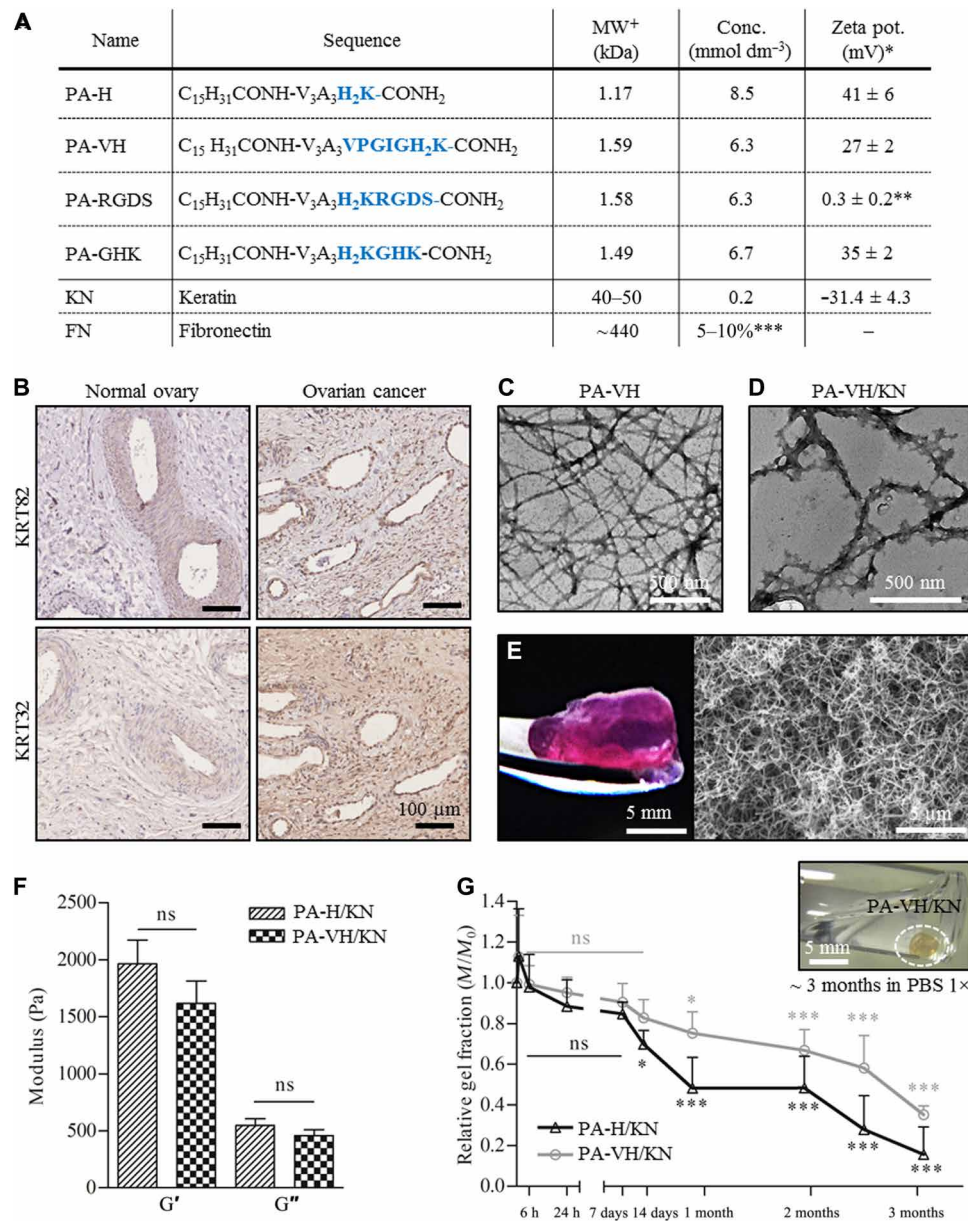 A
Name Sequence MW⁺ (kDa) Conc. (mmol dm⁻³) Zeta pot. (mV)*
PA-H C₁₅H₃₁CONH-V₃A₃H₂K-CONH₂ 1.17 8.5 41 ± 6
PA-VH C₁₅ H₃₁CONH-V₃A₃VPGIGH₂K-CONH₂ 1.59 6.3 27 ± 2
PA-RGDS C₁₅H₃₁CONH-V₃A₃H₂KRGDS-CONH₂ 1.58 6.3 0.3 ± 0.2**
PA-GHK C₁₅H₃₁CONH-V₃A₃H₂KGHK-CONH₂ 1.49 6.7 35 ± 2
KN Keratin 40–50 0.2 -31.4 ± 4.3
FN Fibronectin ~440 5–10%*** –
B
Normal ovary
Ovarian cancer
KRT82
KRT32
100 µm
C
PA-VH
500 nm
D
PA-VH/KN
500 nm
E
5 mm
5 µm
F
Modulus (Pa)
2500
2000
1500
1000
500
0
ns
ns
PA-H/KN
PA-VH/KN
G′
G″
G
Relative gel fraction (M/M₀)
1.4
1.2
1.0
0.8
0.6
0.4
0.2
0.0
ns
ns
*
***
***
***
*
***
***
***
***
PA-H/KN
PA-VH/KN
6 h
24 h
7 days
14 days
1 month
2 months
3 months
PA-VH/KN
5 mm
~ 3 months in PBS 1×